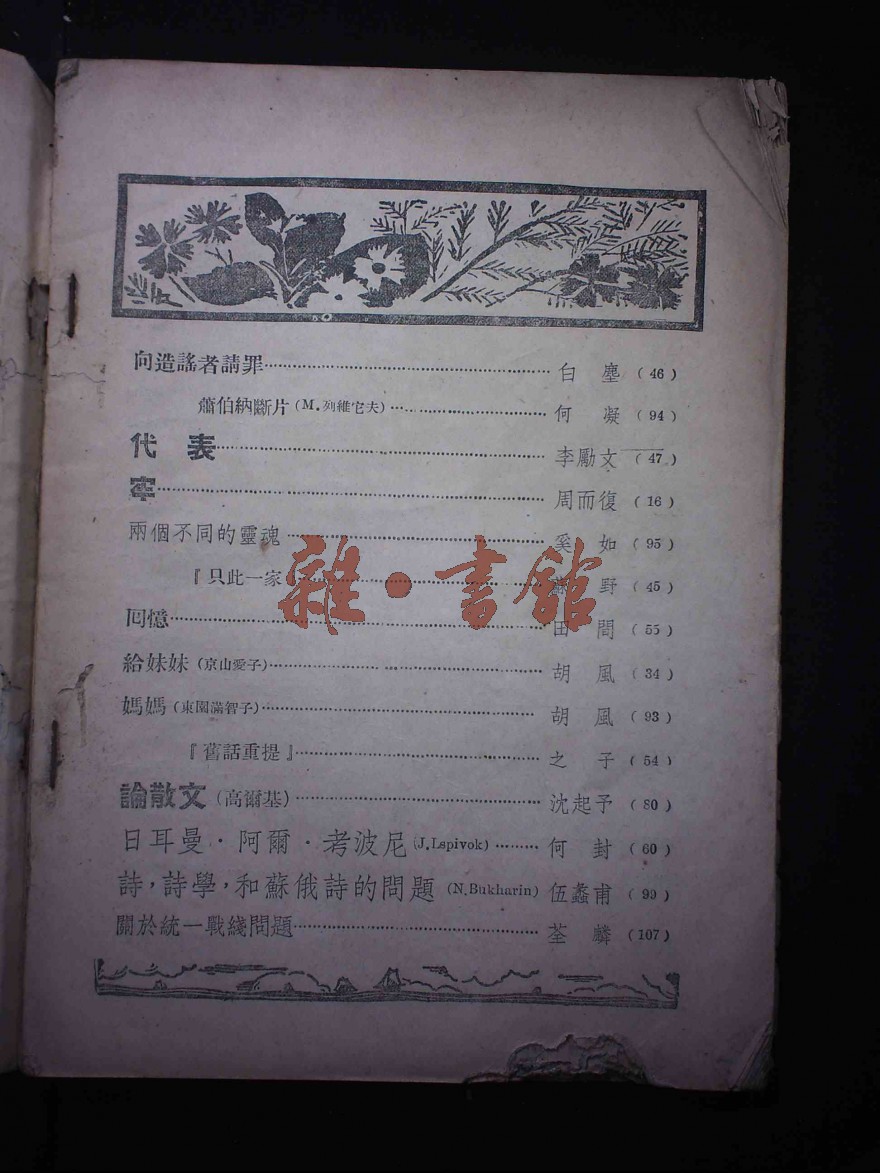 向造謠者請罪……白塵（46）
蕭伯納斷片（M.列維它夫）……何凝（94）
代表……李勵文（47）
牢……周而復（16）
兩個不同的靈魂……奚如（95）
『只此一家……野（45）
回憶……田間（55）
給妹妹（京山愛子）……胡風（34）
媽媽（東園滿智子）……胡風（93）
『舊話重提』……之子（54）
論散文（高爾基）……沈起予（80）
日耳曼·阿爾·考波尼（J.Lspivok）……何封（60）
詩，詩學，和蘇俄詩的問題（N.Bukharin）伍蠡甫（99）
關於統一戰綫問題……荃麟（107）
雜·書館